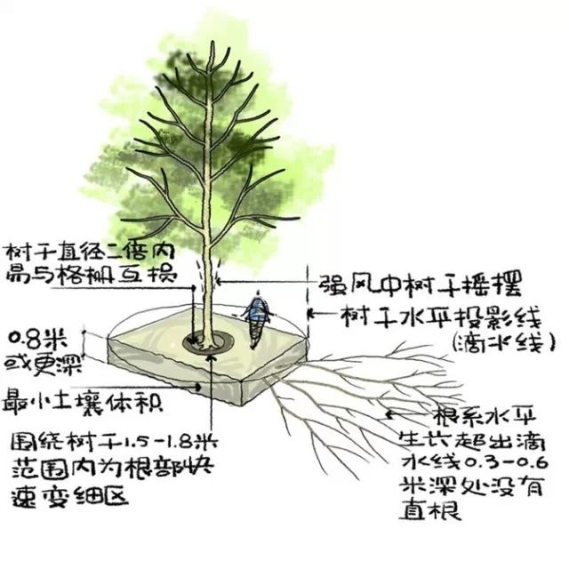 树干直径二倍内
易与格栅互损
强风中树干摇摆
树干水平投影线
(滴水线)
0.8米
或更深
最小土壤体积
围绕树干1.5-1.8米
范围内为根部快
速变细区
根系水平
生长超出滴
水线0.3-0.6
米深处没有
直根